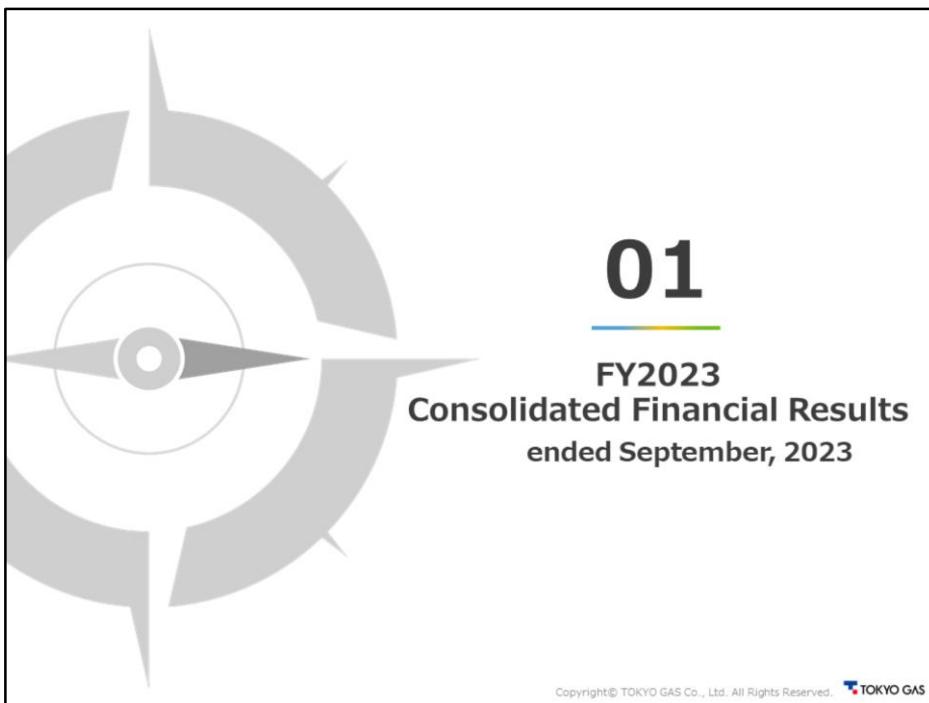 01
FY2023
Consolidated Financial Results
ended September, 2023
Copyright© TOKYO GAS Co., Ltd. All Rights Reserved. TOKYO GAS